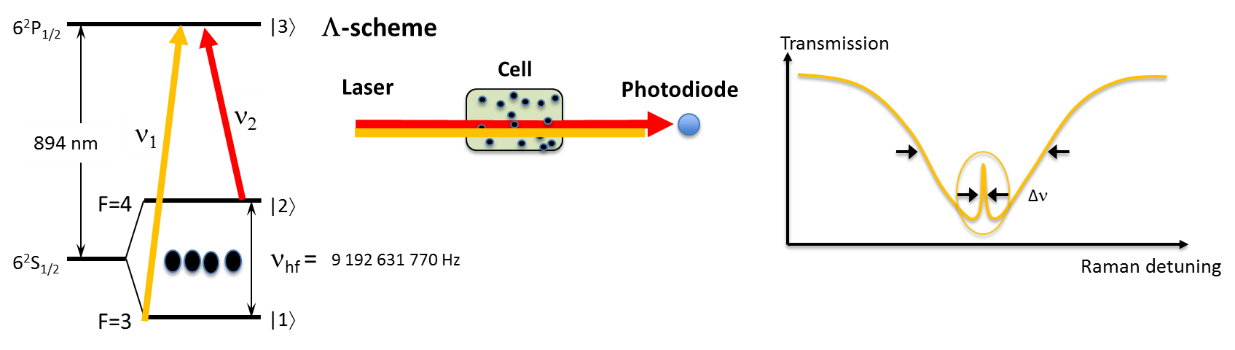 6²P₁/₂
|3⟩
Λ-scheme
ν₁
ν₂
894 nm
F=4
|2⟩
6²S₁/₂
νhf = 9 192 631 770 Hz
F=3
|1⟩
Laser
Cell
Photodiode
Transmission
Δν
Raman detuning